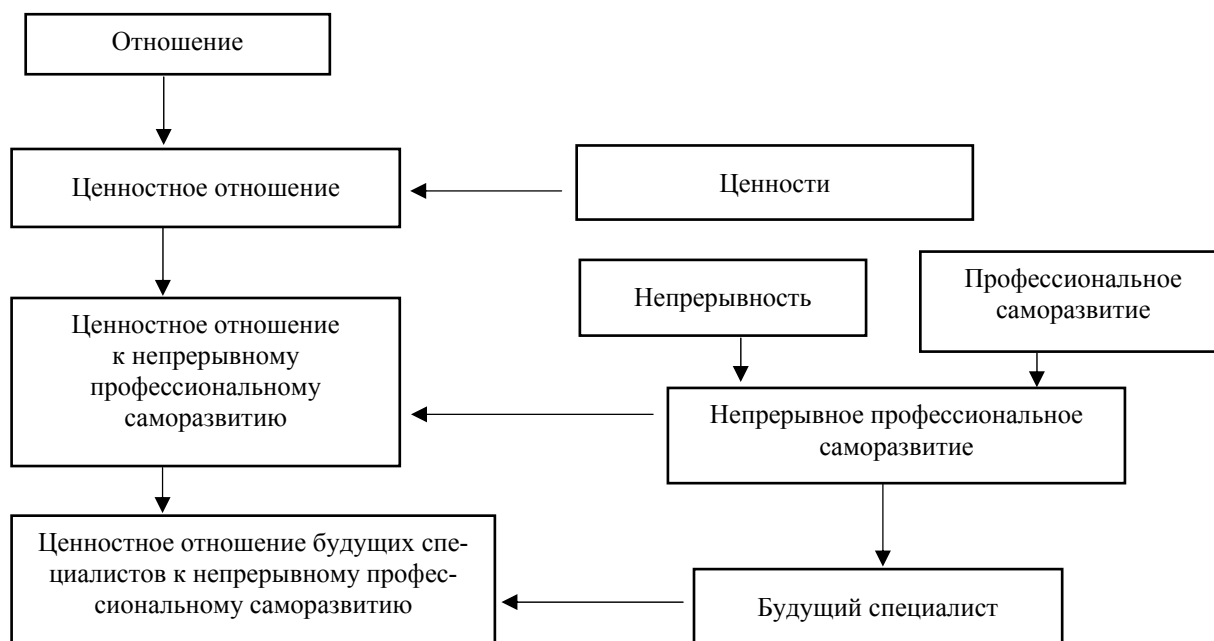 Отношение
Ценностное отношение
Ценности
Непрерывность
Профессиональное
саморазвитие
Ценностное отношение
к непрерывному
профессиональному
саморазвитию
Непрерывное профессиональное
саморазвитие
Ценностное отношение будущих спе-
циалистов к непрерывному профес-
сиональному саморазвитию
Будущий специалист